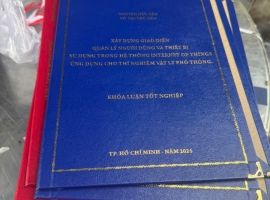 XÂY DỰNG GIAO DIỆN
QUẢN LÝ NGƯỜI DÙNG VÀ THIẾT BỊ
SỬ DỤNG TRONG HỆ THỐNG INTERNET OF THINGS
ỨNG DỤNG CHO THÍ NGHIỆM VẬT LÝ PHỔ THÔNG
KHÓA LUẬN TỐT NGHIỆP
TP. HỒ CHÍ MINH - NĂM 2021